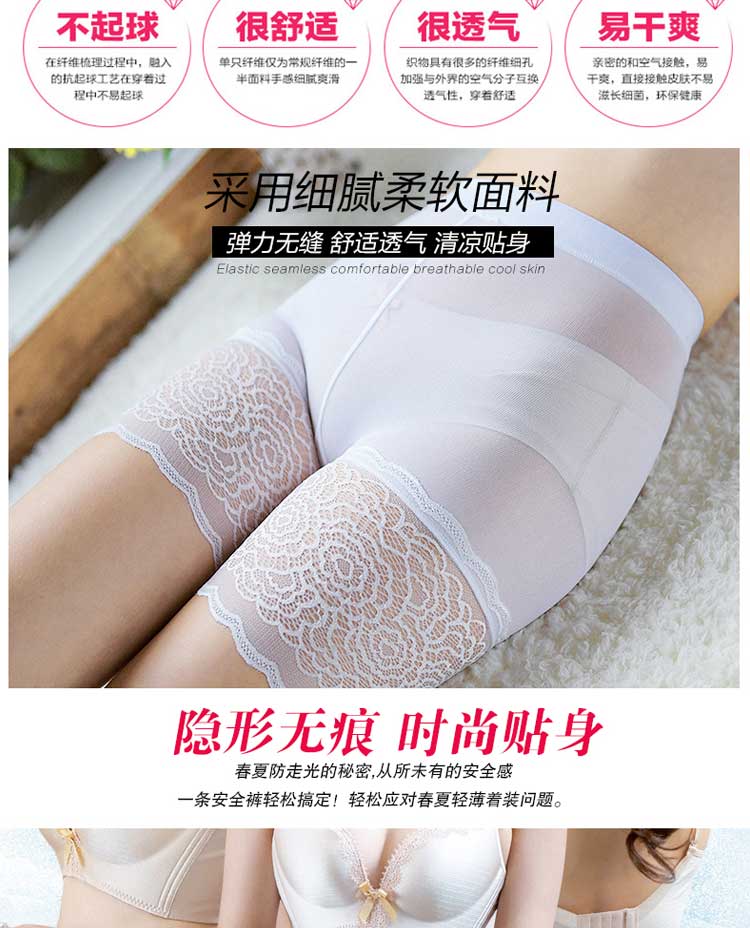 不起球
在纤维梳理过程中，融入
的抗起球工艺在穿着过
程中不易起球
很舒适
单只纤维仅为常规纤维的一
半面料手感细腻爽滑
很透气
织物具有很多的纤维细孔
加强与外界的空气分子互换
透气性，穿着舒适
易干爽
亲密的和空气接触，易
干爽，直接接触皮肤不易
滋长细菌，环保健康
采用细腻柔软面料
弹力无缝 舒适透气 清凉贴身
Elastic seamless comfortable breathable cool skin
隐形无痕 时尚贴身
春夏防走光的秘密,从所未有的安全感
一条安全裤轻松搞定！轻松应对春夏轻薄着装问题。